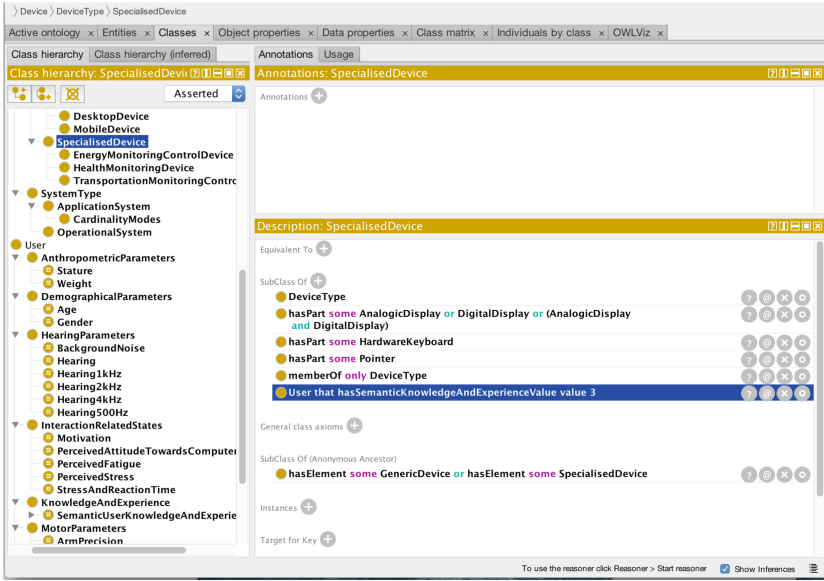 Device
DeviceType
SpecialisedDevice
Active ontology × Entities × Classes × Object properties × Data properties × Class matrix × Individuals by class × OWLViz ×
Class hierarchy Class hierarchy (inferred)
Class hierarchy: SpecialisedDevic
Asserted
DesktopDevice
MobileDevice
SpecialisedDevice
EnergyMonitoringControlDevice
HealthMonitoringDevice
TransportationMonitoringContro
SystemType
ApplicationSystem
CardinalityModes
OperationalSystem
User
AnthropometricParameters
Stature
Weight
DemographicalParameters
Age
Gender
HearingParameters
BackgroundNoise
Hearing
Hearing1kHz
Hearing2kHz
Hearing4kHz
Hearing500Hz
InteractionRelatedStates
Motivation
PerceivedAttitudeTowardsComputer
PerceivedFatigue
PerceivedStress
StressAndReactionTime
KnowledgeAndExperience
SemanticUserKnowledgeAndExperie
MotorParameters
ArmPrecision
Annotations Usage
Annotations: SpecialisedDevice
Annotations
Description: SpecialisedDevice
Equivalent To
SubClass Of
DeviceType
hasPart some AnalogicDisplay or DigitalDisplay or (AnalogicDisplay
and DigitalDisplay)
hasPart some HardwareKeyboard
hasPart some Pointer
memberOf only DeviceType
User that hasSemanticKnowledgeAndExperienceValue value 3
General class axioms
SubClass Of (Anonymous Ancestor)
hasElement some GenericDevice or hasElement some SpecialisedDevice
Instances
Target for Key
To use the reasoner click Reasoner > Start reasoner Show Inferences